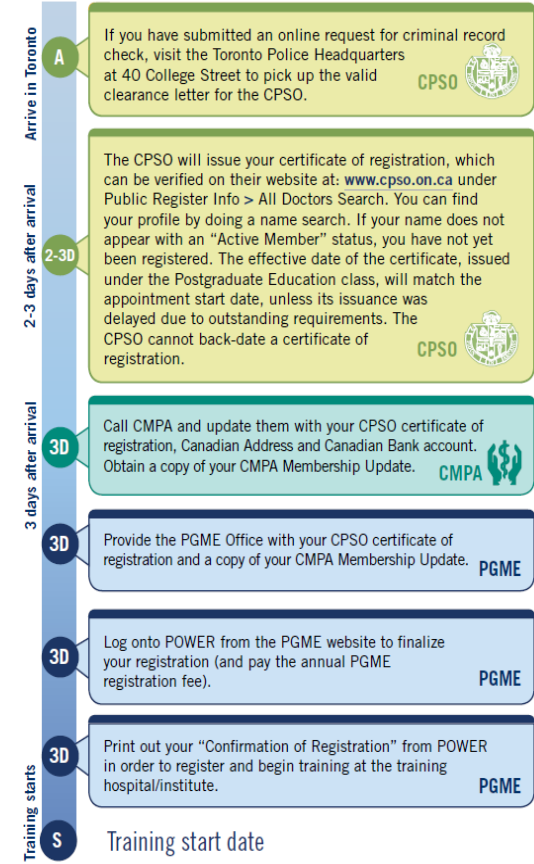 Arrive in Toronto
A
If you have submitted an online request for criminal record
check, visit the Toronto Police Headquarters
at 40 College Street to pick up the valid
clearance letter for the CPSO.
CPSO
2-3 days after arrival
2-3D
The CPSO will issue your certificate of registration, which
can be verified on their website at: www.cpso.on.ca under
Public Register Info > All Doctors Search. You can find
your profile by doing a name search. If your name does not
appear with an “Active Member” status, you have not yet
been registered. The effective date of the certificate, issued
under the Postgraduate Education class, will match the
appointment start date, unless its issuance was
delayed due to outstanding requirements. The
CPSO cannot back-date a certificate of
registration.
CPSO
3 days after arrival
3D
Call CMPA and update them with your CPSO certificate of
registration, Canadian Address and Canadian Bank account.
Obtain a copy of your CMPA Membership Update.
CMPA
3D
Provide the PGME Office with your CPSO certificate of
registration and a copy of your CMPA Membership Update.
PGME
3D
Log onto POWER from the PGME website to finalize
your registration (and pay the annual PGME
registration fee).
PGME
3D
Print out your “Confirmation of Registration” from POWER
in order to register and begin training at the training
hospital/institute.
PGME
Training starts
S
Training start date